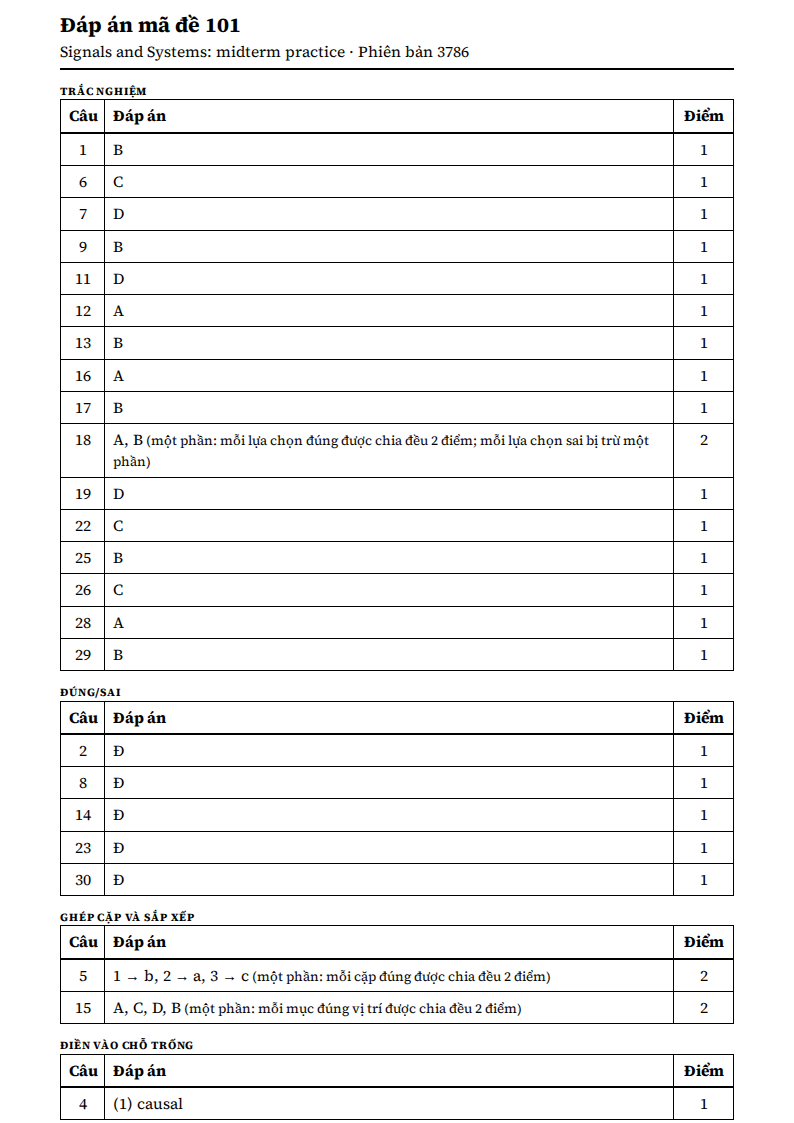 Đáp án mã đề 101
Signals and Systems: midterm practice · Phiên bản 3786
TRẮC NGHIỆM
Câu Đáp án Điểm
1 B 1
6 C 1
7 D 1
9 B 1
11 D 1
12 A 1
13 B 1
16 A 1
17 B 1
18 A, B (một phần: mỗi lựa chọn đúng được chia đều 2 điểm; mỗi lựa chọn sai bị trừ một 2
phần)
19 D 1
22 C 1
25 B 1
26 C 1
28 A 1
29 B 1
ĐÚNG/SAI
Câu Đáp án Điểm
2 Đ 1
8 Đ 1
14 Đ 1
23 Đ 1
30 Đ 1
GHÉP CẶP VÀ SẮP XẾP
Câu Đáp án Điểm
5 1 → b, 2 → a, 3 → c (một phần: mỗi cặp đúng được chia đều 2 điểm) 2
15 A, C, D, B (một phần: mỗi mục đúng vị trí được chia đều 2 điểm) 2
ĐIỀN VÀO CHỖ TRỐNG
Câu Đáp án Điểm
4 (1) causal 1